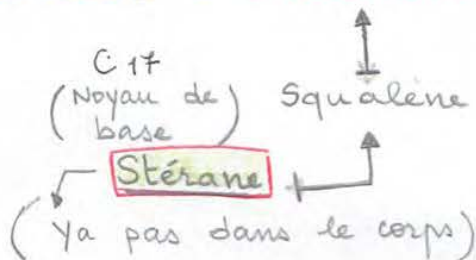 C 17
(Noyau de
base)
Squalène
Stérane
(Ya pas dans le corps)